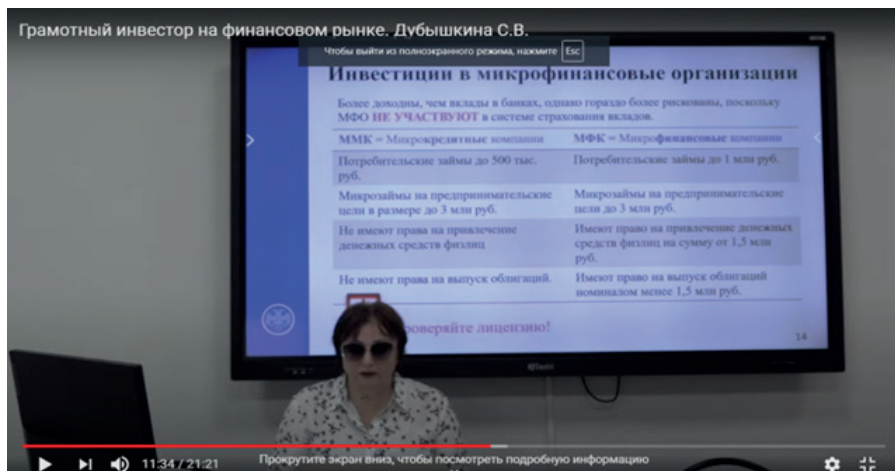 Грамотный инвестор на финансовом рынке. Дубышкина С.В.
Чтобы выйти из полноэкранного режима, нажмите Esc
Инвестиции в микрофинансовые организации
Более доходны, чем вклады в банках, однако гораздо более рискованы, поскольку
МФО НЕ УЧАСТВУЮТ в системе страхования вкладов.
ММК = Микрокредитные компании
МФК = Микрофинансовые компании
Потребительские займы до 500 тыс.
руб.
Потребительские займы до 1 млн руб.
Микрозаймы на предпринимательские
цели в размере до 3 млн руб.
Микрозаймы на предпринимательские
цели до 3 млн руб.
Не имеют права на привлечение
денежных средств физлиц
Имеют право на привлечение денежных
средств физлиц на сумму от 1,5 млн
руб.
Не имеют права на выпуск облигаций.
Имеют право на выпуск облигаций
номиналом менее 1,5 млн руб.
роверяйте лицензию!
14
11:34 / 21:21
Прокрутите экран вниз, чтобы посмотреть подробную информацию